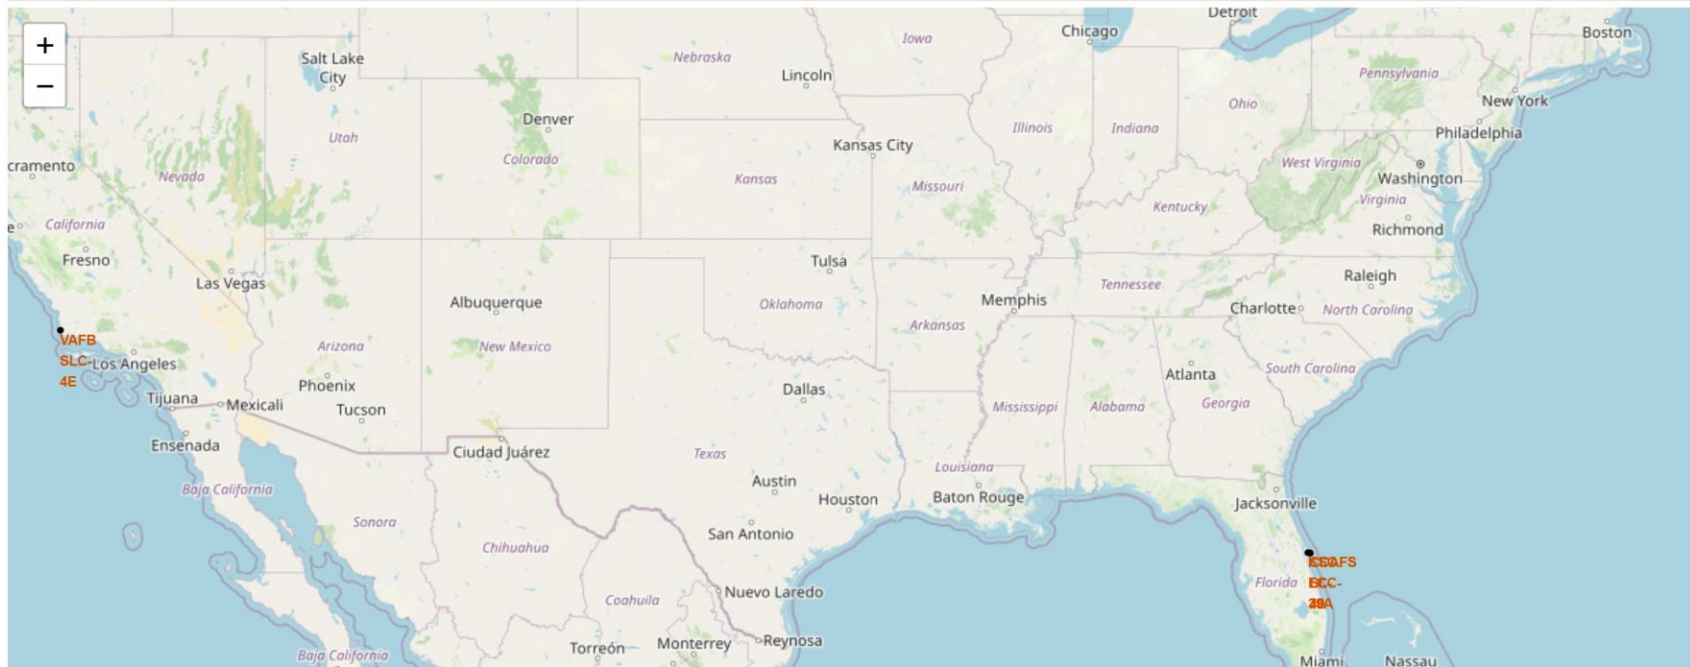 +
−
Detroit
Chicago
Boston
Iowa
Salt Lake
City
Nebraska
Lincoln
Pennsylvania
New York
Ohio
Denver
Illinois
Indiana
Philadelphia
Utah
Kansas City
Colorado
cramento
West Virginia
Nevada
Kansas
Missouri
Washington
Virginia
Kentucky
California
e
Richmond
Fresno
Tulsa
Las Vegas
Raleigh
Tennessee
Albuquerque
Oklahoma
Memphis
Charlotte
North Carolina
Arkansas
VAFB
SLC-
4E
Arizona
New Mexico
Los Angeles
South Carolina
Atlanta
Phoenix
Dallas
Tijuana
Mexicali
Tucson
Mississippi
Alabama
Georgia
Ensenada
Ciudad Juárez
Texas
Louisiana
Baja California
Austin
Houston
Baton Rouge
Jacksonville
Sonora
San Antonio
Chihuahua
Florida
Nuevo Laredo
Coahuila
Torreón
Monterrey
Reynosa
Baja California
Miami
Nassau